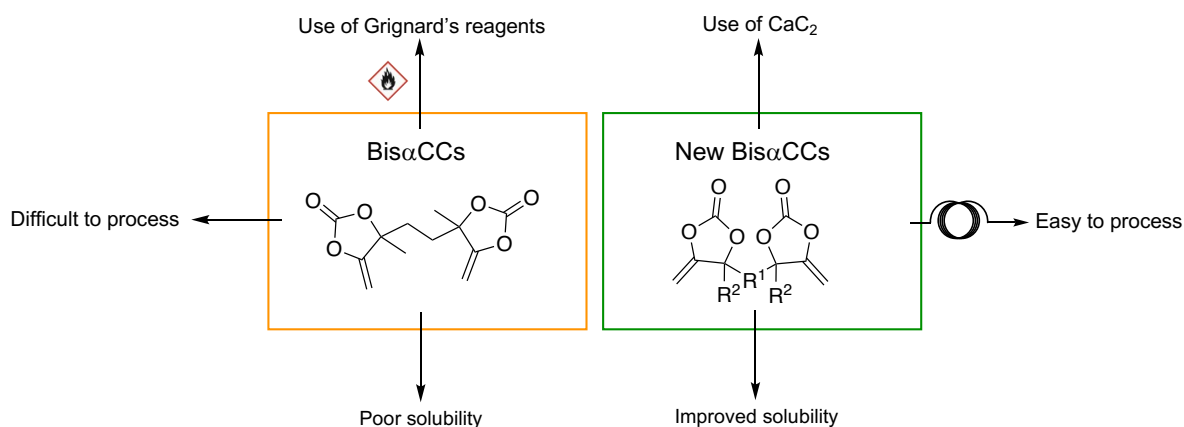 Use of Grignard's reagents
Use of CaC₂
BisαCCs
New BisαCCs
O O O O O O
O O O O O O
R² R¹ R²
Difficult to process
Easy to process
Poor solubility
Improved solubility